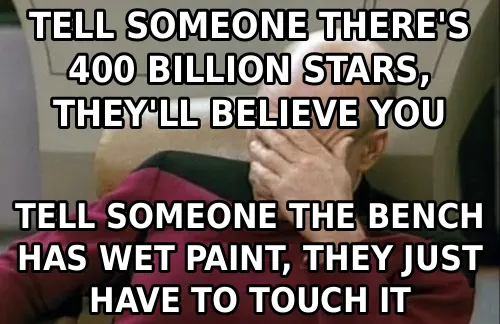 TELL SOMEONE THERE'S
400 BILLION STARS,
THEY'LL BELIEVE YOU
TELL SOMEONE THE BENCH
HAS WET PAINT, THEY JUST
HAVE TO TOUCH IT